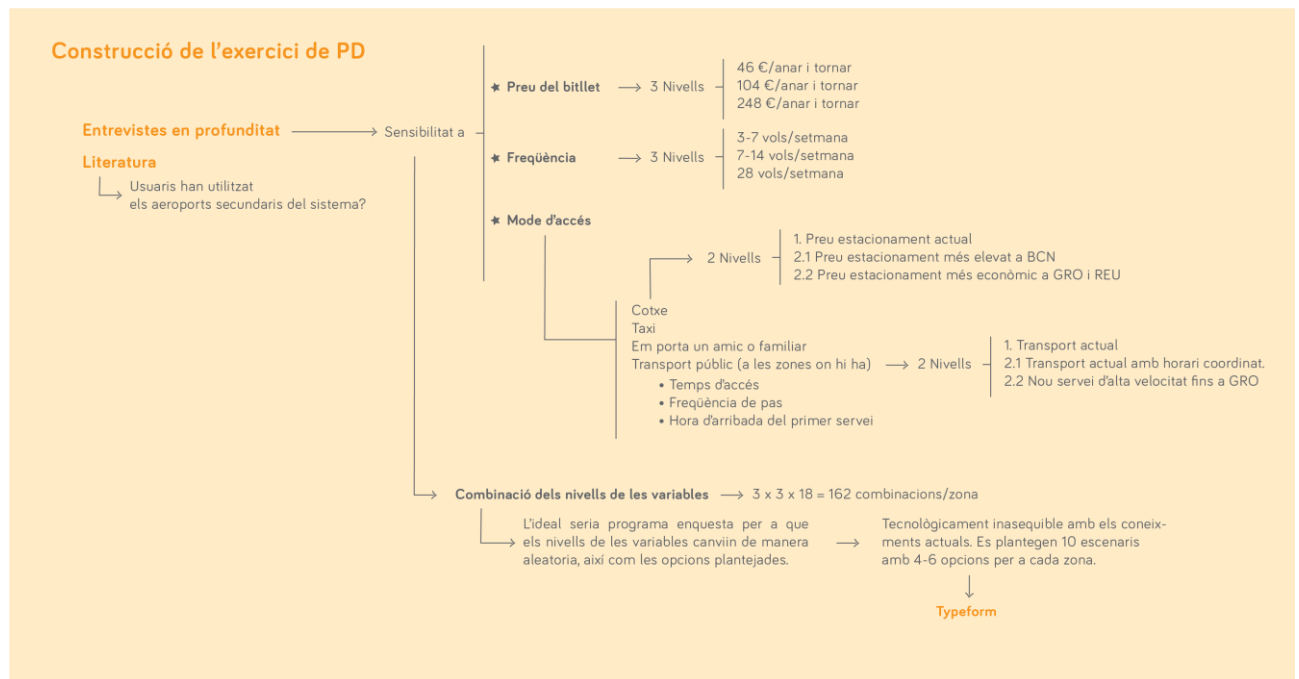 Construcció de l'exercici de PD
Entrevistes en profunditat
Literatura
Usuaris han utilitzat
els aeroports secundaris del sistema?
Sensibilitat a
Preu del bitllet
3 Nivells
46 €/anar i tornar
104 €/anar i tornar
248 €/anar i tornar
Freqüència
3 Nivells
3-7 vols/setmana
7-14 vols/setmana
28 vols/setmana
Mode d'accés
2 Nivells
1. Preu estacionament actual
2.1 Preu estacionament més elevat a BCN
2.2 Preu estacionament més econòmic a GRO i REU
Cotxe
Taxi
Em porta un amic o familiar
Transport públic (a les zones on hi ha)
• Temps d'accés
• Freqüència de pas
• Hora d'arribada del primer servei
2 Nivells
1. Transport actual
2.1 Transport actual amb horari coordinat.
2.2 Nou servei d'alta velocitat fins a GRO
Combinació dels nivells de les variables
3 x 3 x 18 = 162 combinacions/zona
L'ideal seria programa enquesta per a que
els nivells de les variables canviïn de manera
aleatoria, així com les opcions plantejades.
Tecnològicament inasequible amb els coneix-
ments actuals. Es plantegen 10 escenaris
amb 4-6 opcions per a cada zona.
Typeform